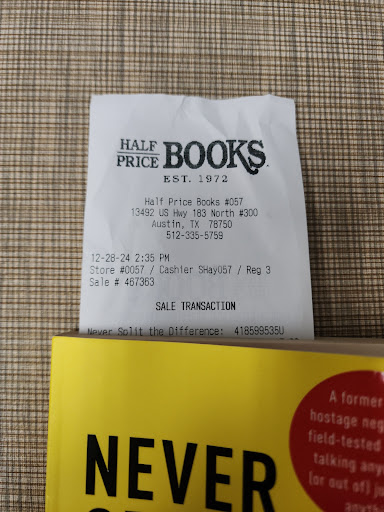 HALF
PRICE BOOKS
EST. 1972
Half Price Books #057
13492 US Hwy 183 North #300
Austin, TX 78750
512-335-5759
12-28-24 2:35 PM
Store #0057 / Cashier SHay057 / Reg 3
Sale # 467363
SALE TRANSACTION
Never Split the Difference: 418599535U
A former
hostage neg
field-tested
talking any
(or out of) j
NEVER